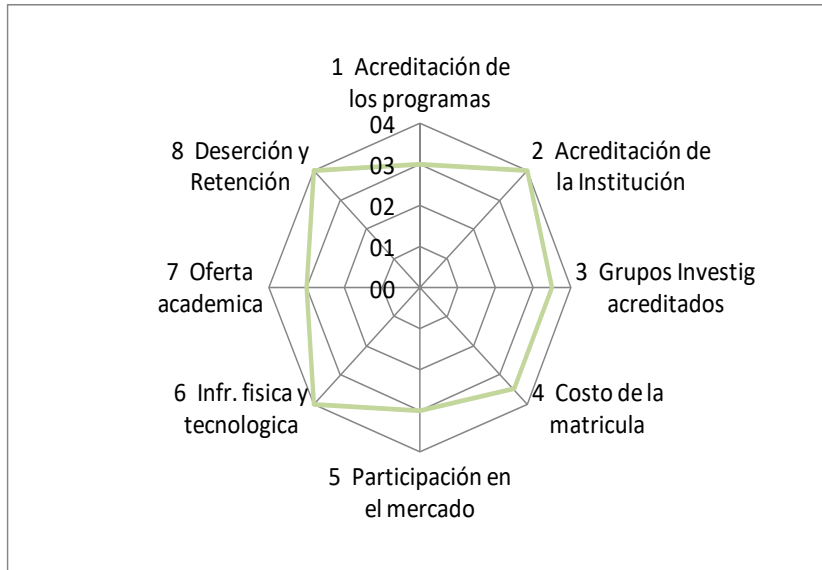 1 Acreditación de
los programas
04
03
02
01
00
2 Acreditación de
la Institución
3 Grupos Investig
acreditados
4 Costo de la
matricula
5 Participación en
el mercado
6 Infr. fisica y
tecnologica
7 Oferta
academica
8 Deserción y
Retención